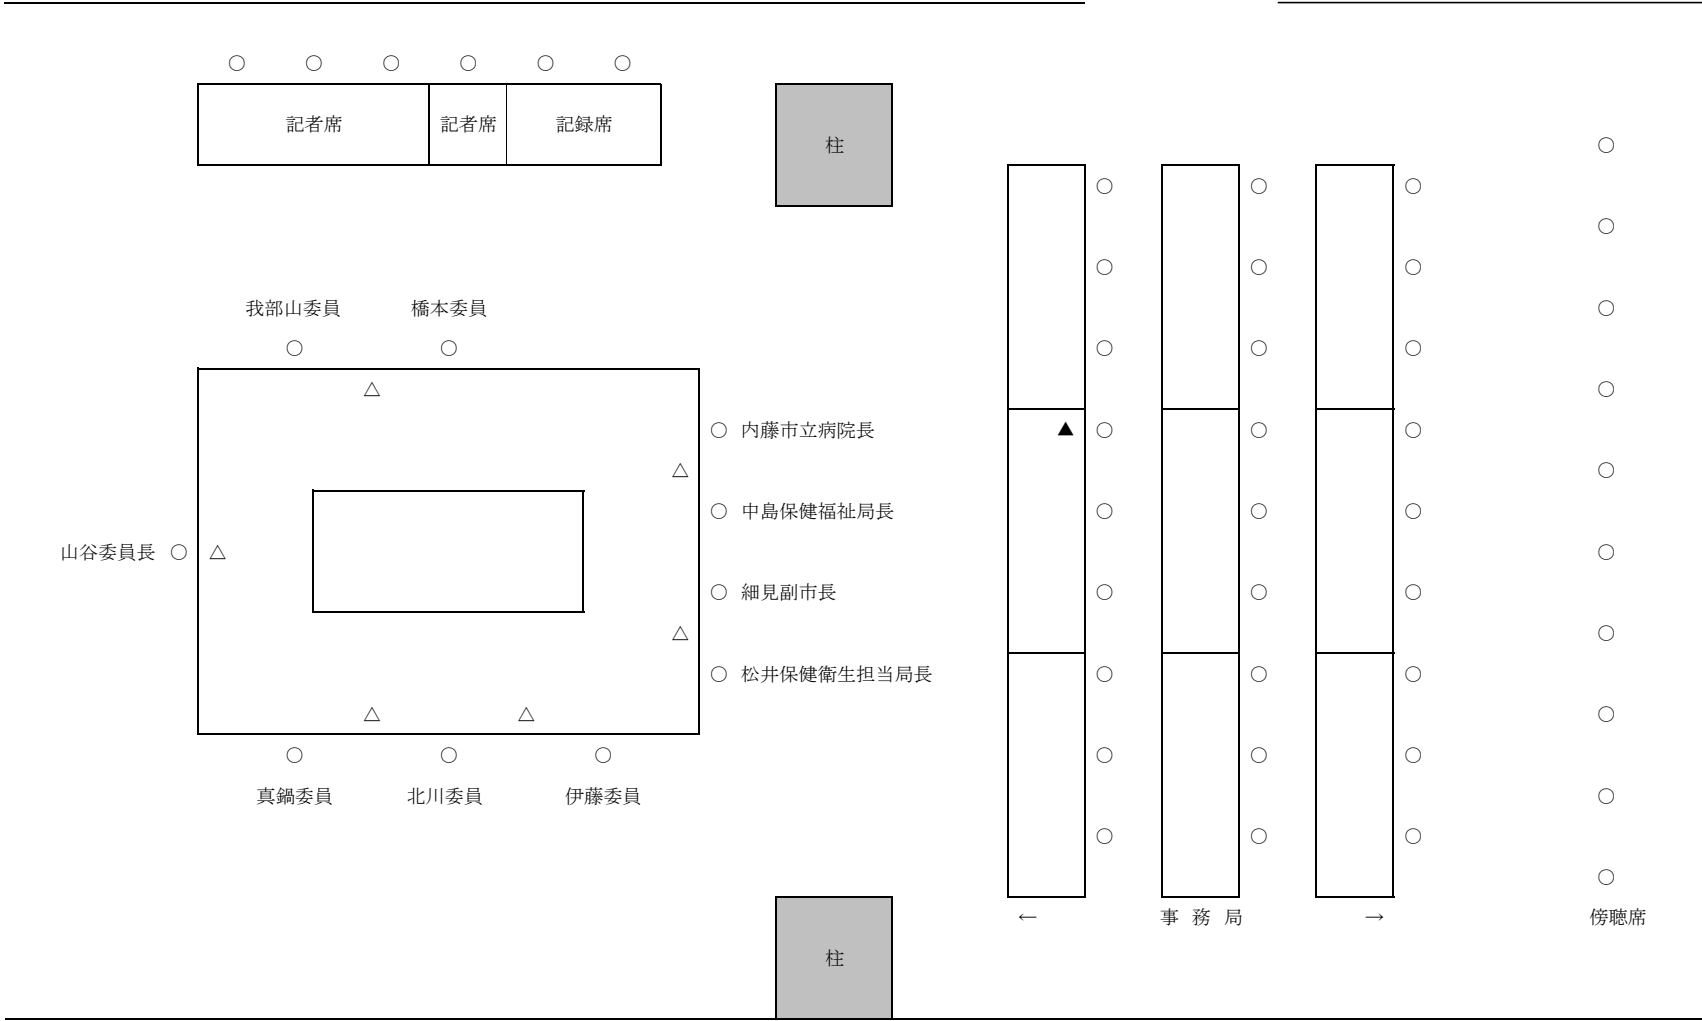 記者席 記者席 記録席
柱
我部山委員 橋本委員
内藤市立病院長
中島保健福祉局長
山谷委員長
細見副市長
松井保健衛生担当局長
真鍋委員 北川委員 伊藤委員
← 事務局 →
傍聴席
柱